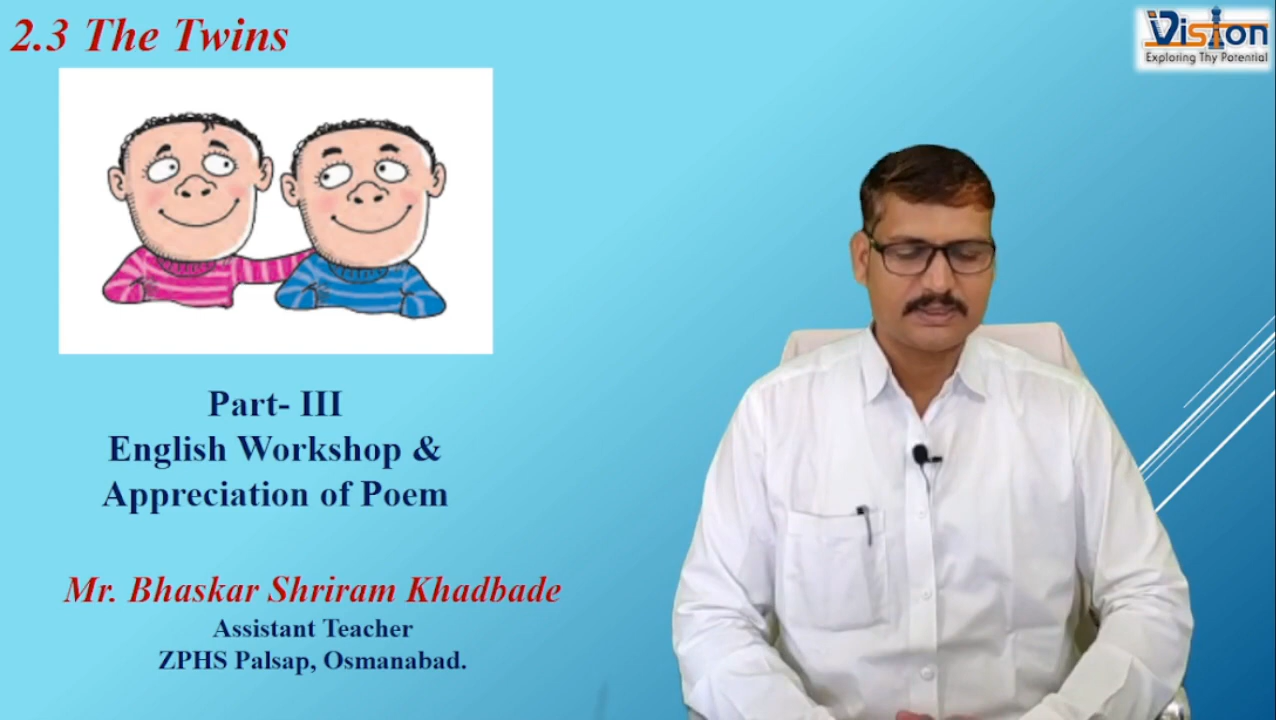 2.3 The Twins
Vision
Exploring Thy Potential
Part- III
English Workshop &
Appreciation of Poem
Mr. Bhaskar Shriram Khadbade
Assistant Teacher
ZPHS Palsap, Osmanabad.